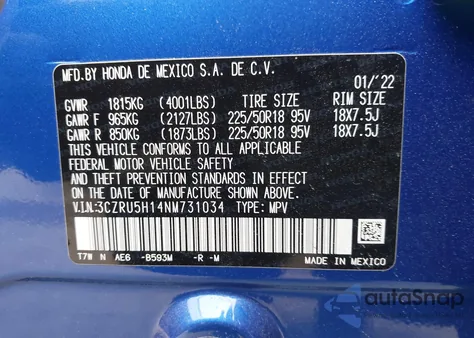 MFD.BY HONDA DE MEXICO S.A. DE C.V.
01/'22
GVWR 1815KG (4001LBS) TIRE SIZE RIM SIZE
GAWR F 965KG (2127LBS) 225/50R18 95V 18X7.5J
GAWR R 850KG (1873LBS) 225/50R18 95V 18X7.5J
THIS VEHICLE CONFORMS TO ALL APPLICABLE
FEDERAL MOTOR VEHICLE SAFETY AND
THEFT PREVENTION STANDARDS IN EFFECT ON
THE DATE OF MANUFACTURE SHOWN ABOVE.
V.I.N.:3CZRU5H14NM731034 TYPE: MPV
T7W N AE6 -B593M -R -M
autoSnap